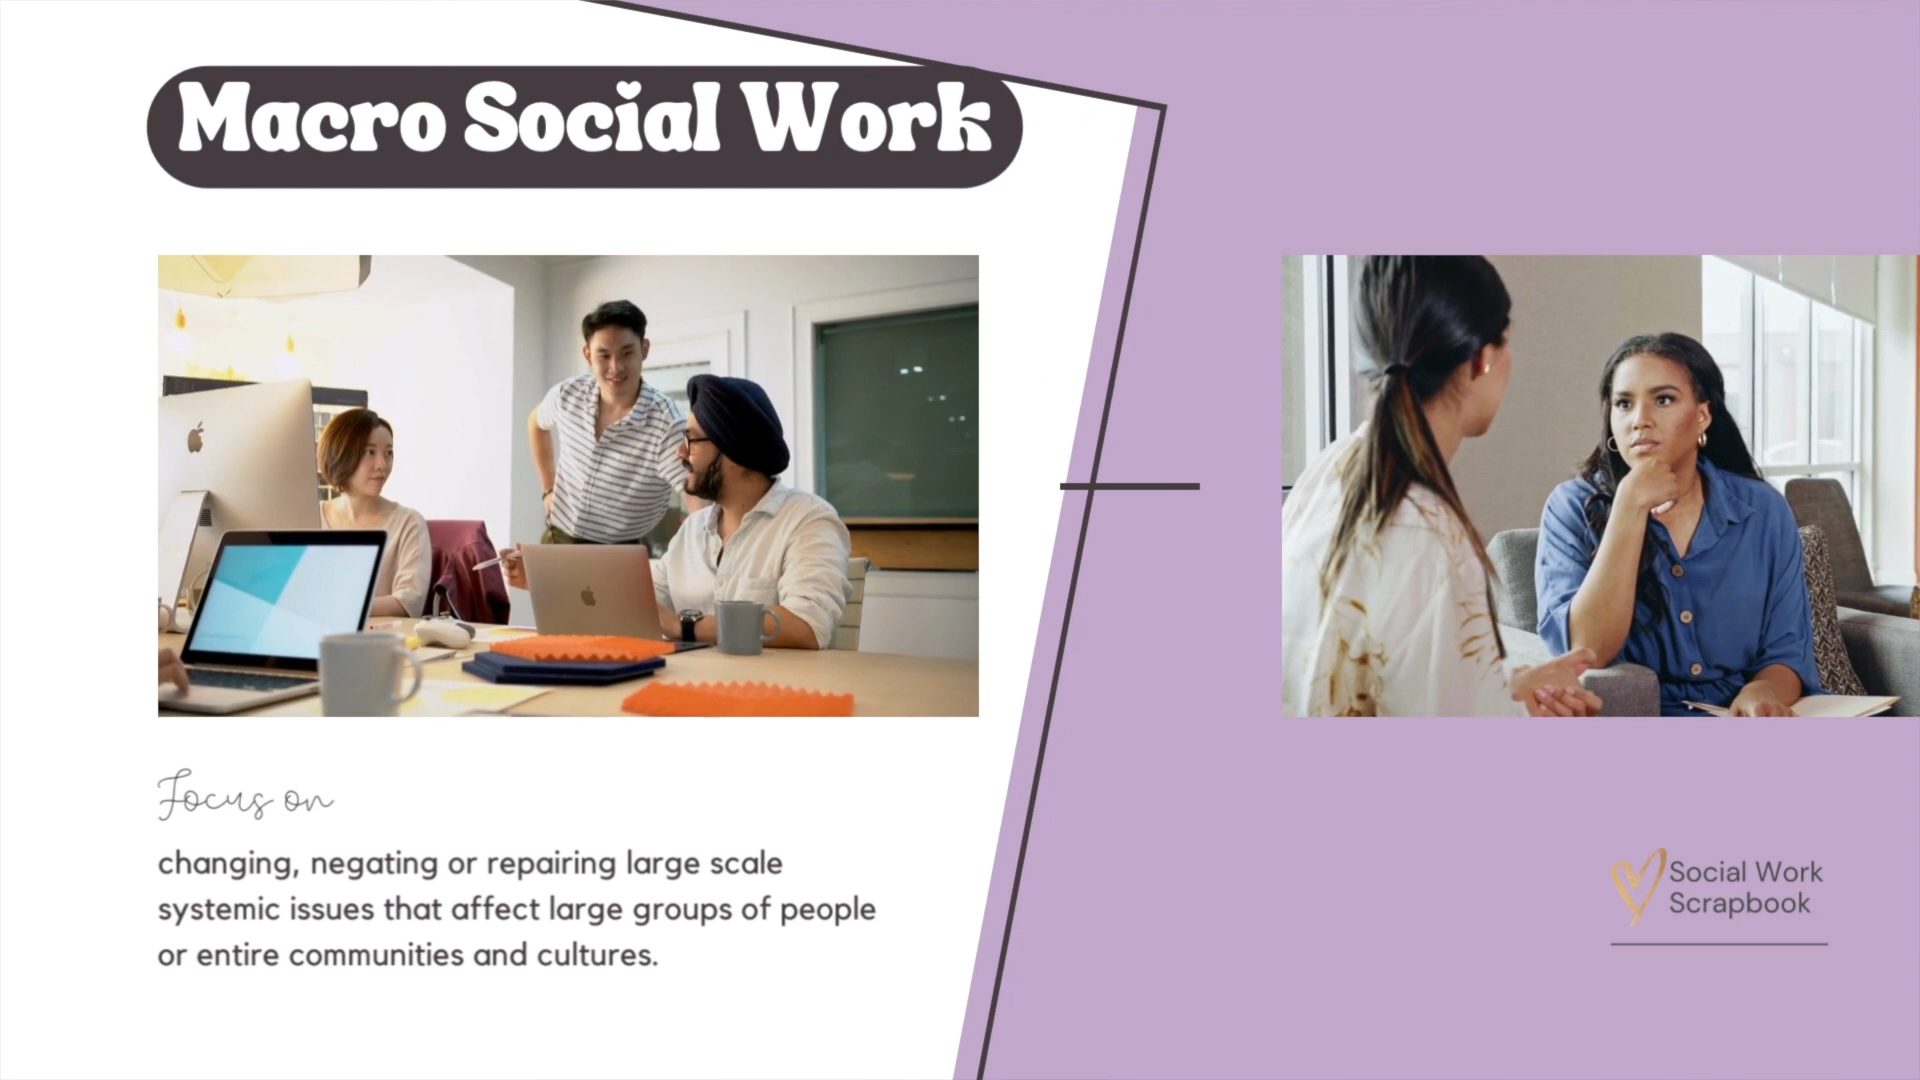 Macro Social Work
Focus on
changing, negating or repairing large scale
systemic issues that affect large groups of people
or entire communities and cultures.
Social Work
Scrapbook